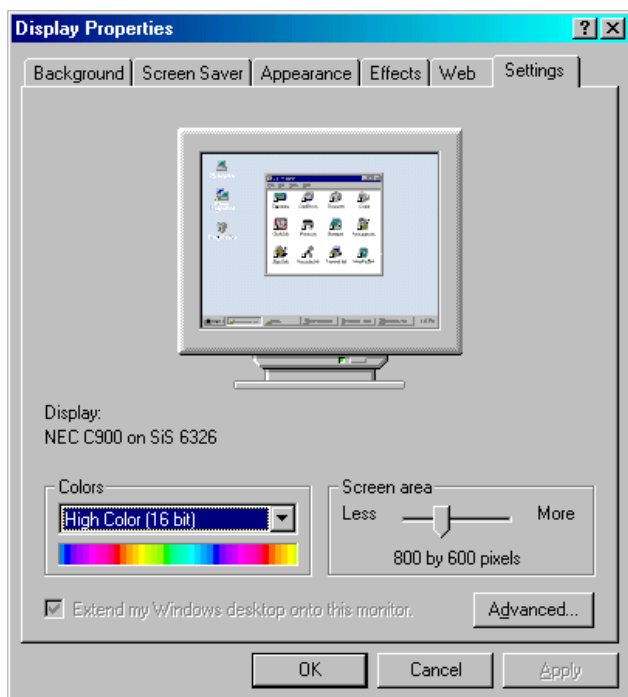 Display Properties
Background Screen Saver Appearance Effects Web Settings
Display:
NEC C900 on SiS 6326
Colors
High Color (16 bit)
Screen area
Less More
800 by 600 pixels
Extend my Windows desktop onto this monitor.
Advanced...
OK Cancel Apply